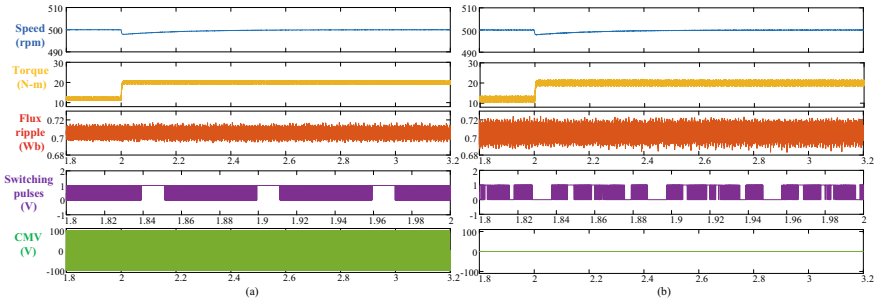 Speed
(rpm)
510
500
490
510
500
490
Torque
(N-m)
30
20
10
30
20
10
Flux
ripple
(Wb)
0.72
0.7
0.68
1.8 2 2.2 2.4 2.6 2.8 3 3.2
0.72
0.7
0.68
1.8 2 2.2 2.4 2.6 2.8 3 3.2
Switching
pulses
(V)
2
1
0
-1
1.8 1.82 1.84 1.86 1.88 1.9 1.92 1.94 1.96 1.98 2
2
1
0
-1
1.8 1.82 1.84 1.86 1.88 1.9 1.92 1.94 1.96 1.98 2
CMV
(V)
100
0
-100
1.8 2 2.2 2.4 2.6 2.8 3 3.2
100
0
-100
1.8 2 2.2 2.4 2.6 2.8 3 3.2
(a)
(b)